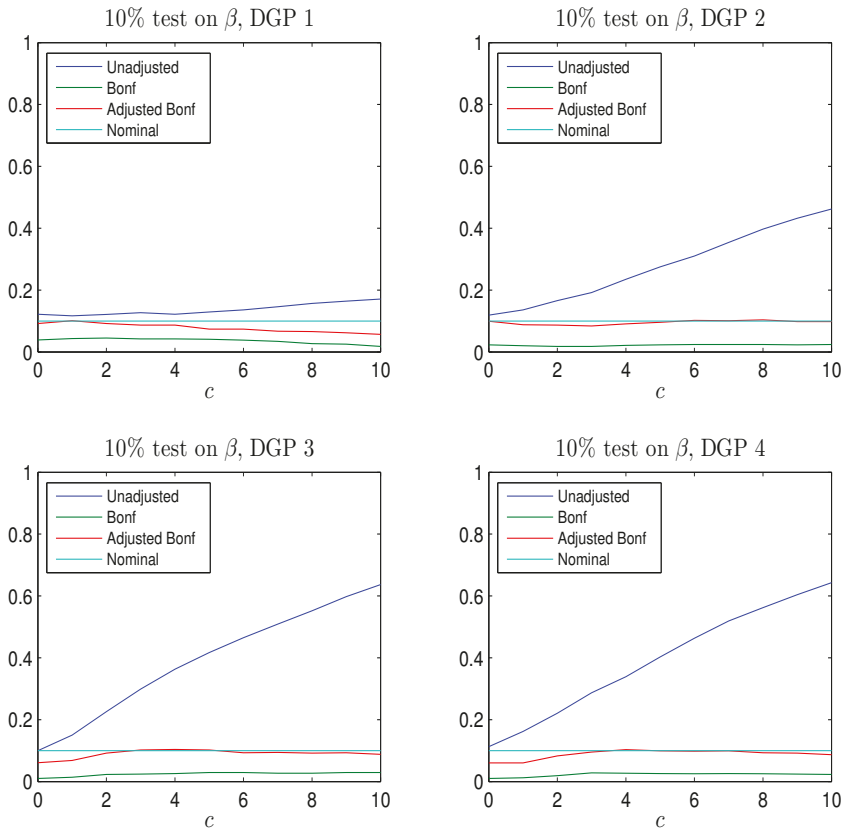 10% test on β, DGP 1
1
0.8
0.6
0.4
0.2
0
Unadjusted
Bonf
Adjusted Bonf
Nominal
0 2 4 6 8 10
c
10% test on β, DGP 2
1
0.8
0.6
0.4
0.2
0
Unadjusted
Bonf
Adjusted Bonf
Nominal
0 2 4 6 8 10
c
10% test on β, DGP 3
1
0.8
0.6
0.4
0.2
0
Unadjusted
Bonf
Adjusted Bonf
Nominal
0 2 4 6 8 10
c
10% test on β, DGP 4
1
0.8
0.6
0.4
0.2
0
Unadjusted
Bonf
Adjusted Bonf
Nominal
0 2 4 6 8 10
c